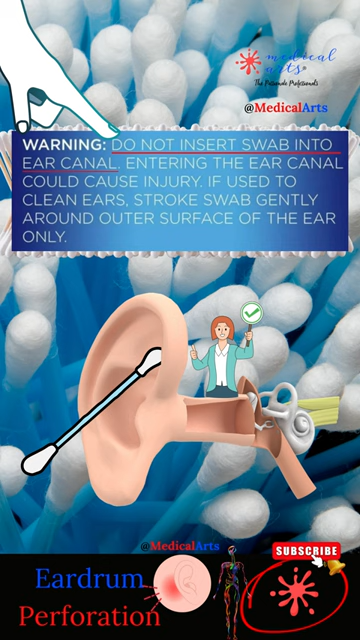 medical
arts
The Passionate Profestionals
@MedicalArts
WARNING: DO NOT INSERT SWAB INTO
EAR CANAL. ENTERING THE EAR CANAL
COULD CAUSE INJURY. IF USED TO
CLEAN EARS, STROKE SWAB GENTLY
AROUND OUTER SURFACE OF THE EAR
ONLY.
@MedicalArts
SUBSCRIBE
Eardrum
Perforation